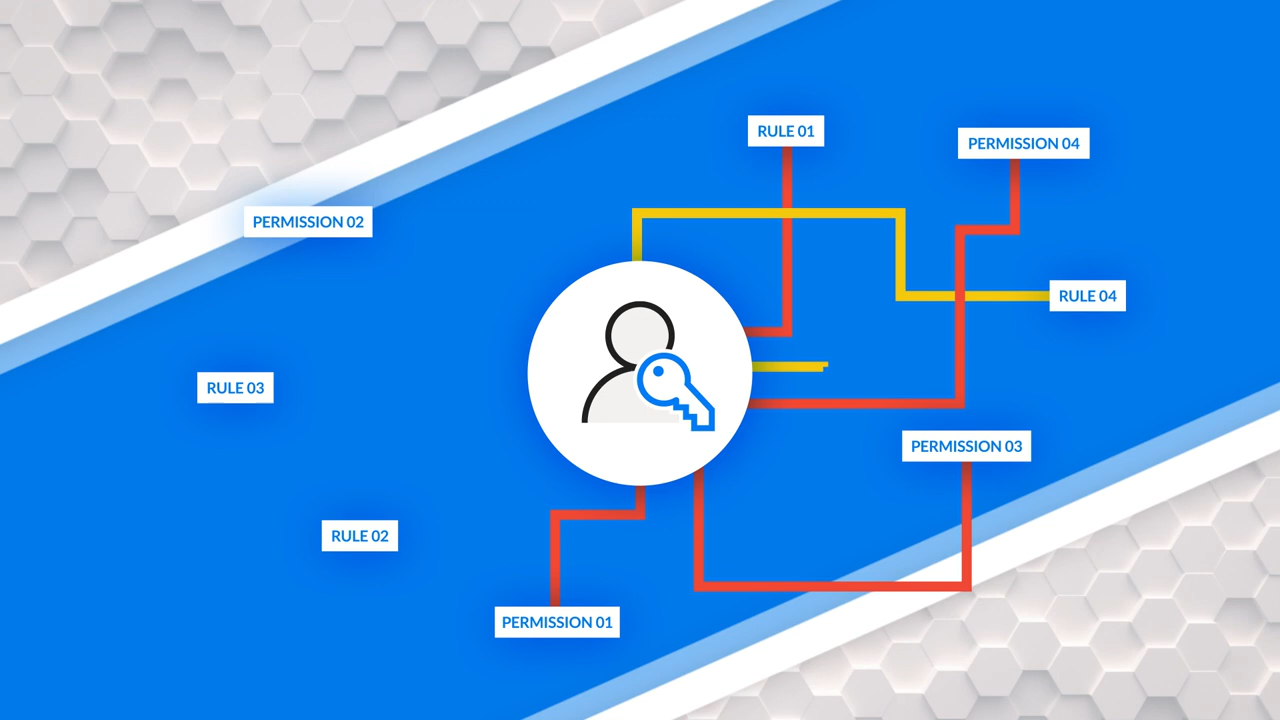 RULE 01
PERMISSION 04
PERMISSION 02
RULE 04
RULE 03
PERMISSION 03
RULE 02
PERMISSION 01